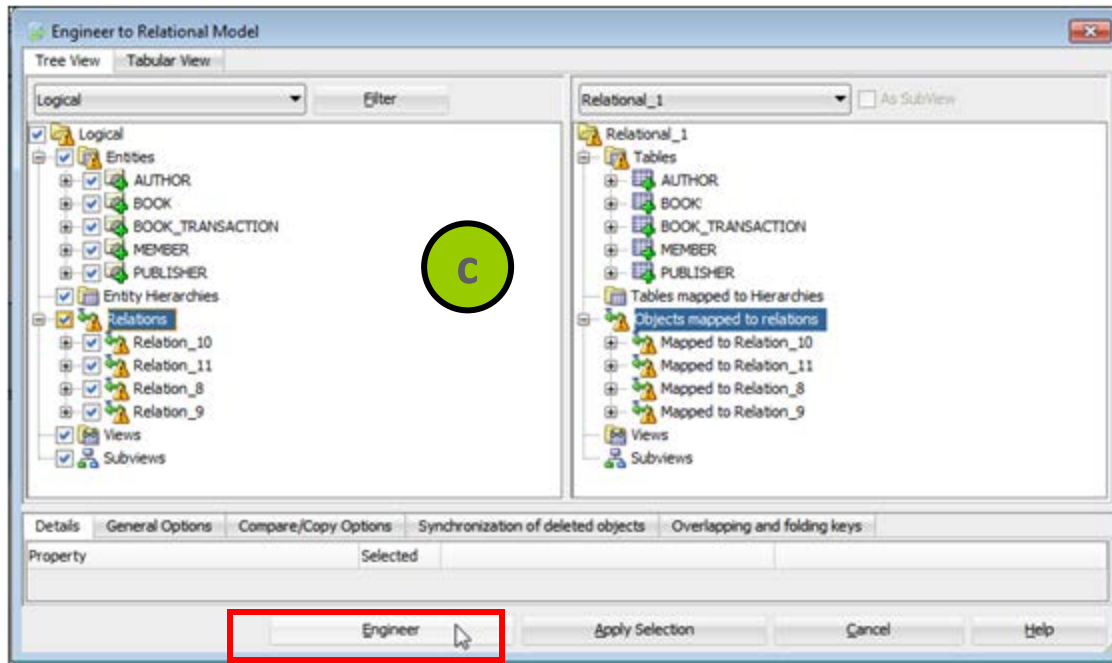 Engineer to Relational Model
Tree View Tabular View
Logical Filter Relational_1 As SubView
Logical
Entities
AUTHOR
BOOK
BOOK_TRANSACTION
MEMBER
PUBLISHER
Entity Hierarchies
Relations
Relation_10
Relation_11
Relation_8
Relation_9
Views
Subviews
C
Relational_1
Tables
AUTHOR
BOOK
BOOK_TRANSACTION
MEMBER
PUBLISHER
Tables mapped to Hierarchies
Objects mapped to relations
Mapped to Relation_10
Mapped to Relation_11
Mapped to Relation_8
Mapped to Relation_9
Views
Subviews
Details General Options Compare/Copy Options Synchronization of deleted objects Overlapping and folding keys
Property Selected
Engineer Apply Selection Cancel Help